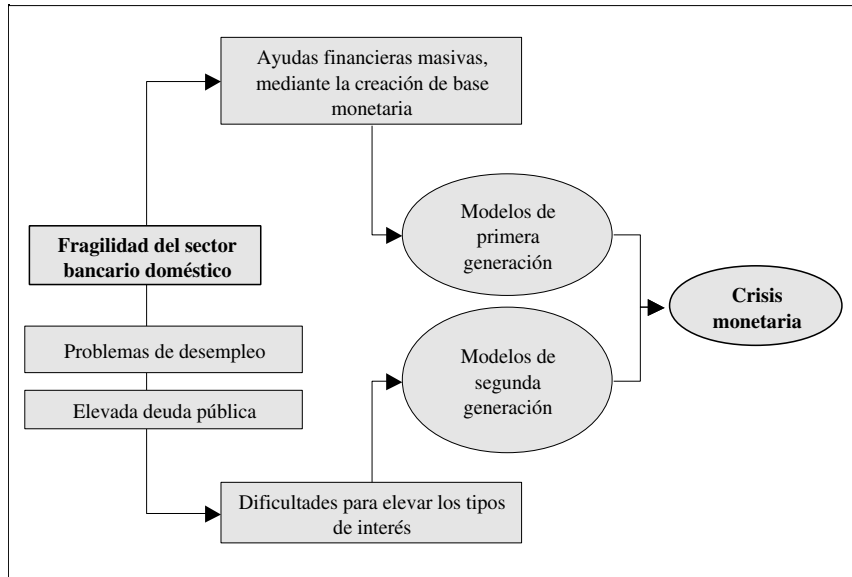 Ayudas financieras masivas,
mediante la creación de base
monetaria
Modelos de
primera
generación
Fragilidad del sector
bancario doméstico
Crisis
monetaria
Problemas de desempleo
Modelos de
segunda
generación
Elevada deuda pública
Dificultades para elevar los tipos
de interés